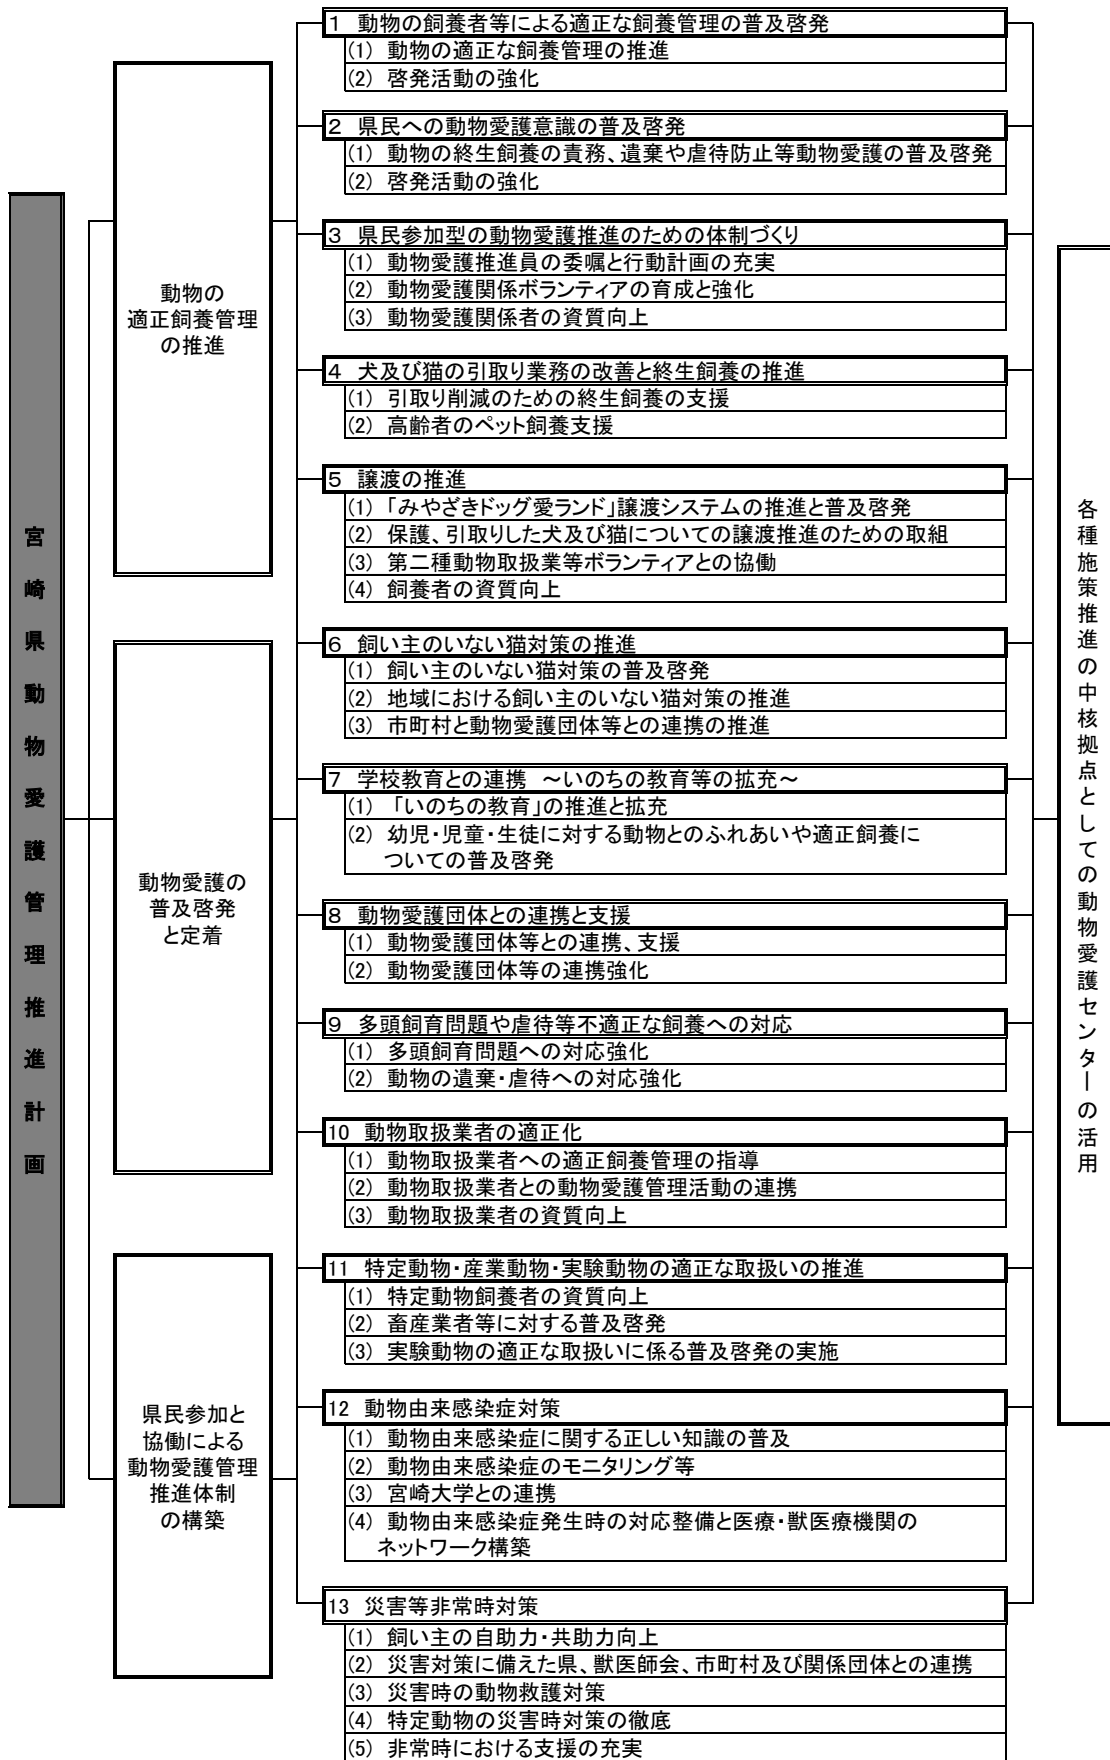 宮崎県動物愛護管理推進計画
動物の
適正飼養管理
の推進
動物愛護の
普及啓発
と定着
県民参加と
協働による
動物愛護管理
推進体制
の構築
1 動物の飼養者等による適正な飼養管理の普及啓発
(1) 動物の適正な飼養管理の推進
(2) 啓発活動の強化
2 県民への動物愛護意識の普及啓発
(1) 動物の終生飼養の責務、遺棄や虐待防止等動物愛護の普及啓発
(2) 啓発活動の強化
3 県民参加型の動物愛護推進のための体制づくり
(1) 動物愛護推進員の委嘱と行動計画の充実
(2) 動物愛護関係ボランティアの育成と強化
(3) 動物愛護関係者の資質向上
4 犬及び猫の引取り業務の改善と終生飼養の推進
(1) 引取り削減のための終生飼養の支援
(2) 高齢者のペット飼養支援
5 譲渡の推進
(1) 「みやざきドッグ愛ランド」譲渡システムの推進と普及啓発
(2) 保護、引取りした犬及び猫についての譲渡推進のための取組
(3) 第二種動物取扱業等ボランティアとの協働
(4) 飼養者の資質向上
6 飼い主のいない猫対策の推進
(1) 飼い主のいない猫対策の普及啓発
(2) 地域における飼い主のいない猫対策の推進
(3) 市町村と動物愛護団体等との連携の推進
7 学校教育との連携 ～いのちの教育等の拡充～
(1) 「いのちの教育」の推進と拡充
(2) 幼児・児童・生徒に対する動物とのふれあいや適正飼養に
ついての普及啓発
8 動物愛護団体との連携と支援
(1) 動物愛護団体等との連携、支援
(2) 動物愛護団体等の連携強化
9 多頭飼育問題や虐待等不適正な飼養への対応
(1) 多頭飼育問題への対応強化
(2) 動物の遺棄・虐待への対応強化
10 動物取扱業者の適正化
(1) 動物取扱業者への適正飼養管理の指導
(2) 動物取扱業者との動物愛護管理活動の連携
(3) 動物取扱業者の資質向上
11 特定動物・産業動物・実験動物の適正な取扱いの推進
(1) 特定動物飼養者の資質向上
(2) 畜産業者等に対する普及啓発
(3) 実験動物の適正な取扱いに係る普及啓発の実施
12 動物由来感染症対策
(1) 動物由来感染症に関する正しい知識の普及
(2) 動物由来感染症のモニタリング等
(3) 宮崎大学との連携
(4) 動物由来感染症発生時の対応整備と医療・獣医療機関の
ネットワーク構築
13 災害等非常時対策
(1) 飼い主の自助力・共助力向上
(2) 災害対策に備えた県、獣医師会、市町村及び関係団体との連携
(3) 災害時の動物救護対策
(4) 特定動物の災害時対策の徹底
(5) 非常時における支援の充実
各種施策推進の中核拠点としての動物愛護センターの活用